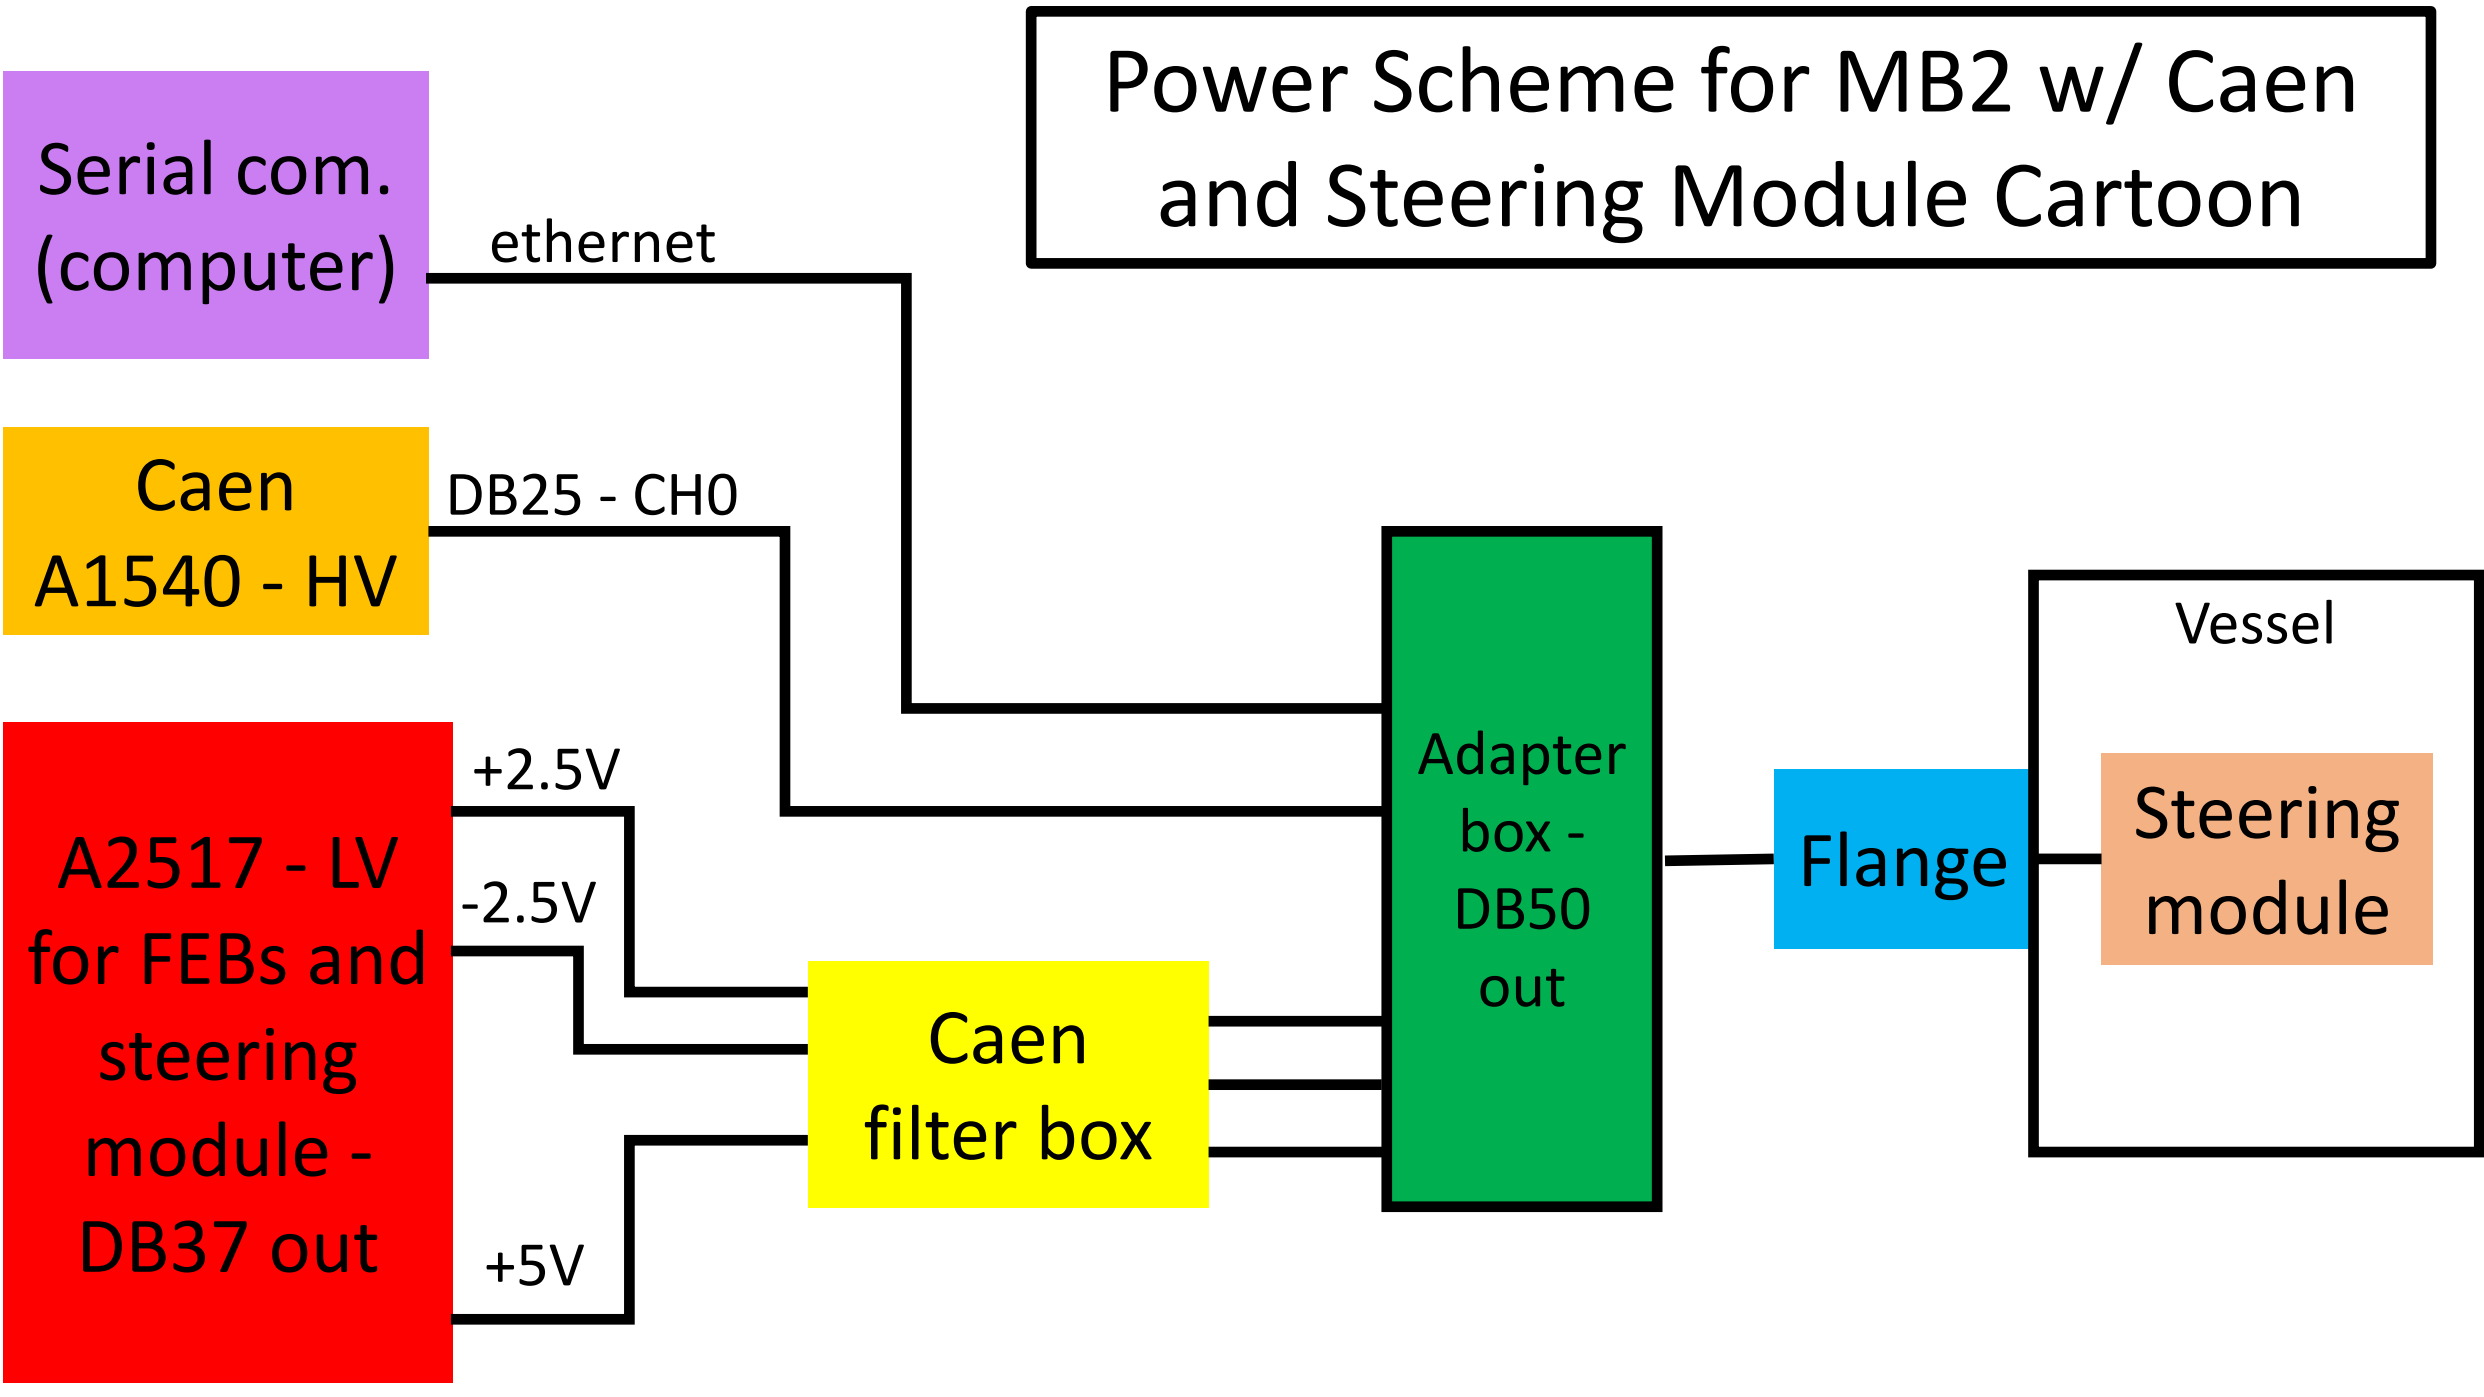 Power Scheme for MB2 w/ Caen
and Steering Module Cartoon
Serial com.
(computer)
ethernet
Caen
A1540 - HV
DB25 - CH0
A2517 - LV
for FEBs and
steering
module -
DB37 out
+2.5V
-2.5V
+5V
Caen
filter box
Adapter
box -
DB50
out
Flange
Vessel
Steering
module